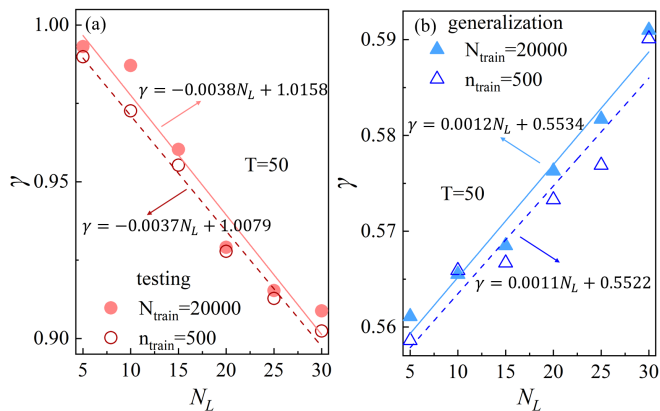 (a)
1.00
0.95
0.90
γ
γ = −0.0038N_L + 1.0158
T=50
γ = −0.0037N_L + 1.0079
testing
N_train=20000
n_train=500
5 10 15 20 25 30
N_L
(b) generalization
N_train=20000
n_train=500
0.59
0.58
0.57
0.56
γ
γ = 0.0012N_L + 0.5534
T=50
γ = 0.0011N_L + 0.5522
5 10 15 20 25 30
N_L